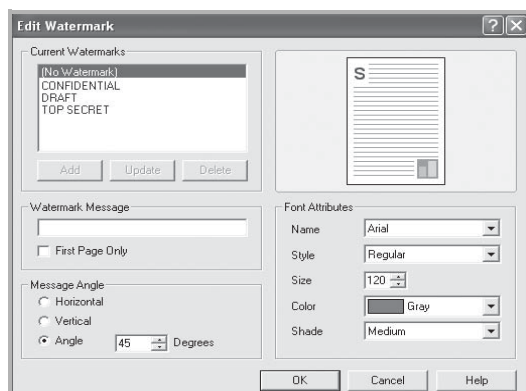 Edit Watermark
Current Watermarks
(No Watermark)
CONFIDENTIAL
DRAFT
TOP SECRET
Add Update Delete
S
Watermark Message
First Page Only
Message Angle
Horizontal
Vertical
Angle 45 Degrees
Font Attributes
Name Arial
Style Regular
Size 120
Color Gray
Shade Medium
OK Cancel Help